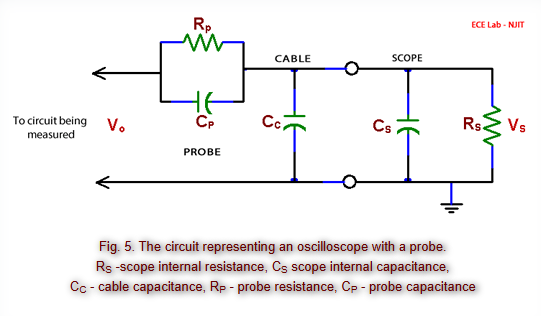 ECE Lab - NJIT
Rp
CABLE
SCOPE
To circuit being
measured
Vo
CP
CC
CS
RS
VS
PROBE
Fig. 5. The circuit representing an oscilloscope with a probe.
RS -scope internal resistance, CS scope internal capacitance,
CC - cable capacitance, RP - probe resistance, CP - probe capacitance